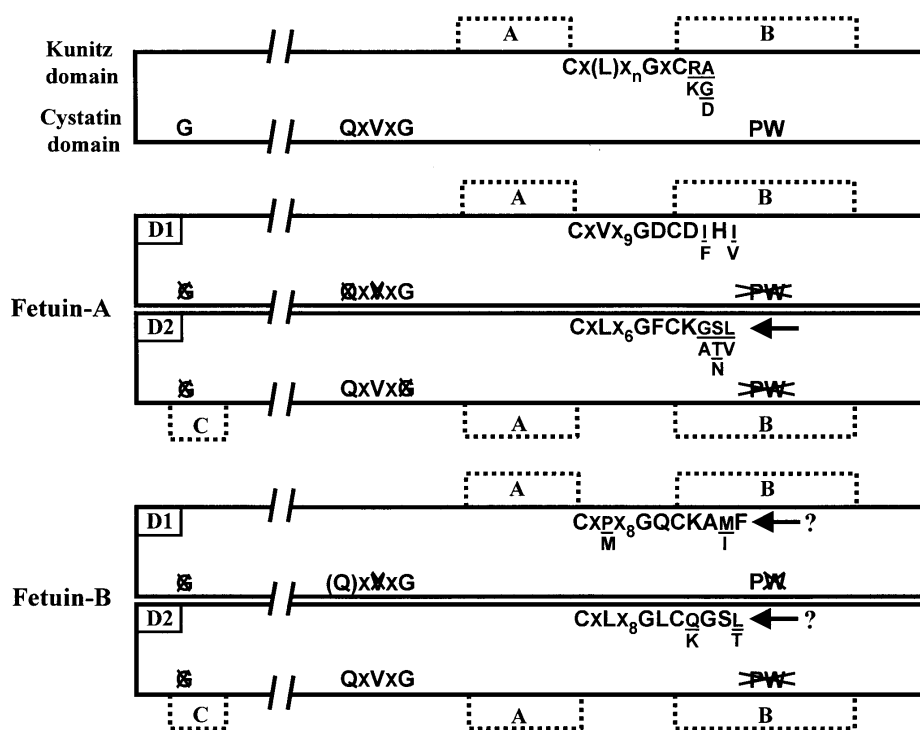 A B
Kunitz domain Cx(L)xnGxCRA
KG
D
Cystatin domain G QxVxG PW
A B
D1 CxVx9GDCDIHI
F V
G QxVxG PW
Fetuin-A
D2 CxLx6GFCKGSL
ATV
N
G QxVxG PW
C A B
A B
D1 CxPx8GQCKAMF ?
M I
G (Q)xVxG PW
Fetuin-B
D2 CxLx8GLCQGSL ?
K T
G QxVxG PW
C A B